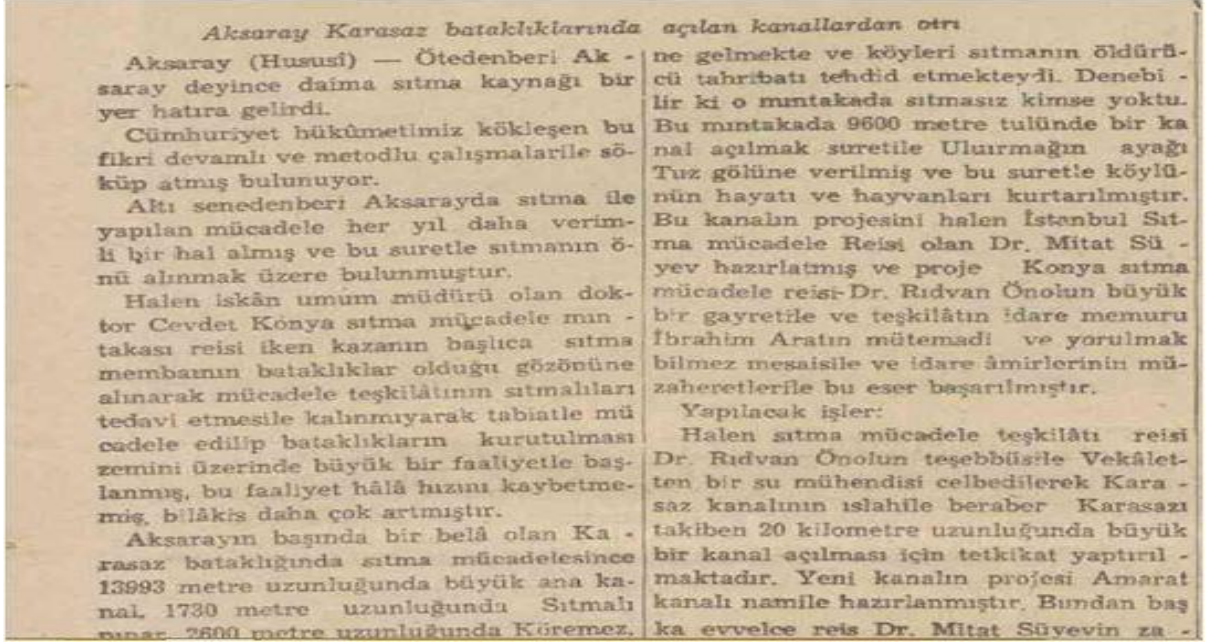 Aksaray Karasaz bataklıklarında açılan kanallardan biri
Aksaray (Hususî) — Ötedenberi Ak -
saray deyince daima sıtma kaynağı bir
yer hatıra gelirdi.
Cümhuriyet hükûmetimiz kökleşen bu
fikri devamlı ve metodlu çalışmalarile sö-
küp atmış bulunuyor.
Altı senedenberi Aksarayda sıtma ile
yapılan mücadele her yıl daha verim-
li bir hal almış ve bu suretle sıtmanın ö-
nü alınmak üzere bulunmuştur.
Halen iskân umum müdürü olan dok-
tor Cevdet Konya sıtma mücadele mın -
takası reisi iken kazanın başlıca sıtma
membaının bataklıklar olduğu gözönüne
alınarak mücadele teşkilâtının sıtmalıları
tedavi etmesile kalınmıyarak tabiatle mü
cadele edilip bataklıkların kurutulması
zemini üzerinde büyük bir faaliyetle baş-
lanmış, bu faaliyet hâlâ hızını kaybetme-
miş, bilâkis daha çok artmıştır.
Aksarayın başında bir belâ olan Ka -
rasaz bataklığında sıtma mücadelesince
13993 metre uzunluğunda büyük ana ka-
nal, 1730 metre uzunluğunda Sıtmalı
pınar, 2600 metre uzunluğunda Köremez,
ne gelmekte ve köyleri sıtmanın öldürü-
cü tahribatı tehdid etmekteydi. Denebi -
lir ki o mıntakada sıtmasız kimse yoktu.
Bu mıntakada 9600 metre tulünde bir ka
nal açılmak suretile Uluırmağın ayağı
Tuz gölüne verilmiş ve bu suretle köylü-
nün hayatı ve hayvanları kurtarılmıştır.
Bu kanalın projesini halen İstanbul Sıt-
ma mücadele Reisi olan Dr. Mitat Sü -
yev hazırlatmış ve proje Konya sıtma
mücadele reisi Dr. Rıdvan Önolun büyük
bir gayretile ve teşkilâtın idare memuru
İbrahim Aratın mütemadi ve yorulmak
bilmez mesaisile ve idare âmirlerinin mü-
zaheretlerile bu eser başarılmıştır.
Yapılacak işler:
Halen sıtma mücadele teşkilâtı reisi
Dr. Rıdvan Önolun teşebbüsile Vekâlet-
ten bir su mühendisi celbedilerek Kara -
saz kanalının ıslahile beraber Karasazı
takiben 20 kilometre uzunluğunda büyük
bir kanal açılması için tetkikat yaptırıl -
maktadır. Yeni kanalın projesi Amarat
kanalı namile hazırlanmıştır. Bundan baş
ka evvelce reis Dr. Mitat Süyevin za -